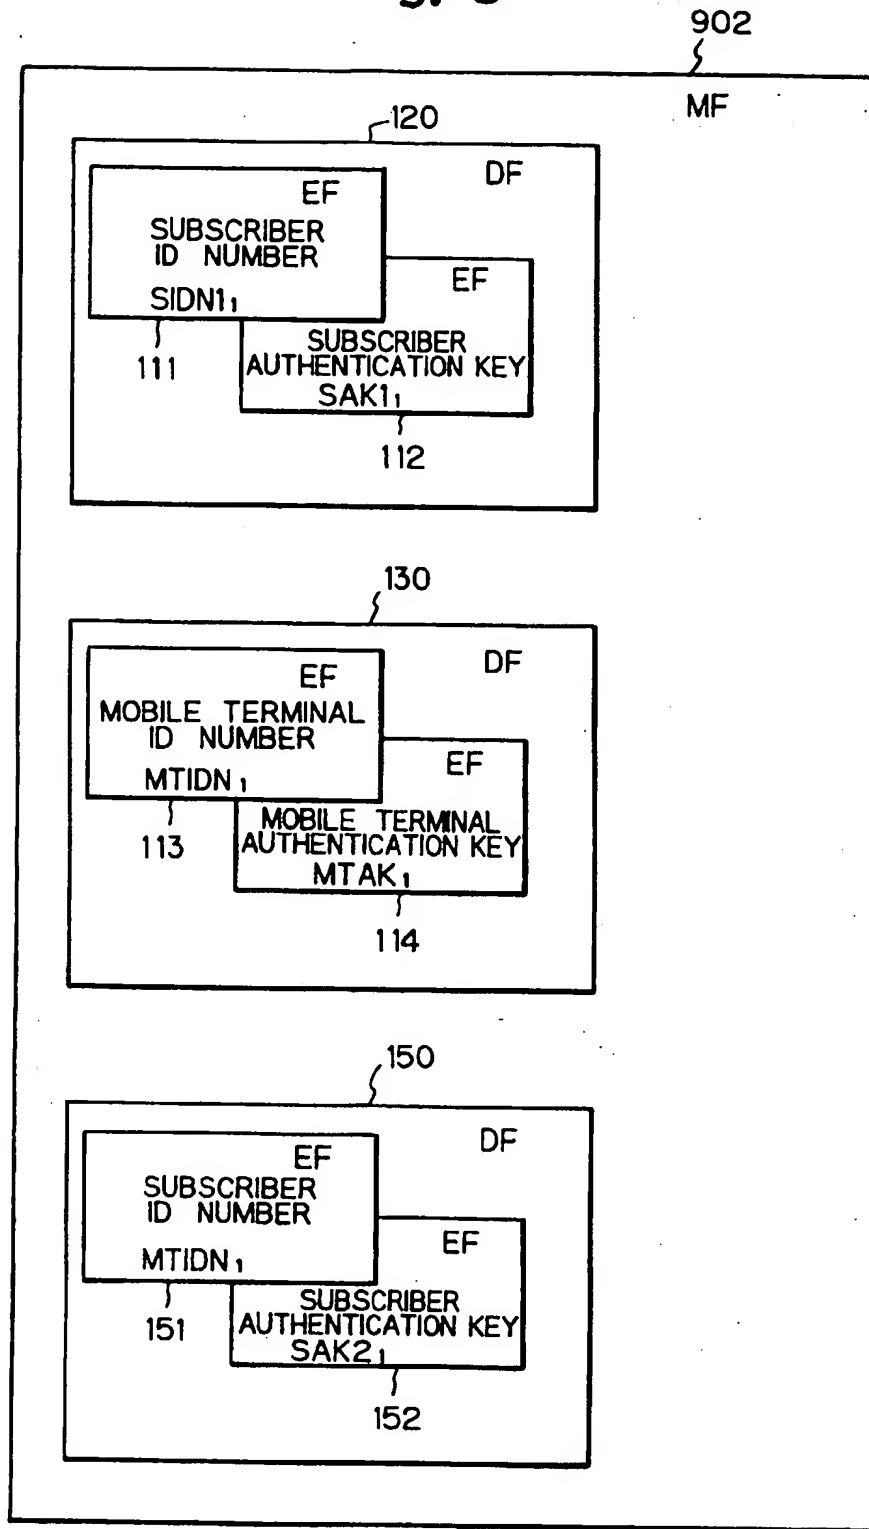 902
MF
120
DF
EF
SUBSCRIBER
ID NUMBER
SIDN1₁
111
EF
SUBSCRIBER
AUTHENTICATION KEY
SAK1₁
112
130
DF
EF
MOBILE TERMINAL
ID NUMBER
MTIDN₁
113
EF
MOBILE TERMINAL
AUTHENTICATION KEY
MTAK₁
114
150
DF
EF
SUBSCRIBER
ID NUMBER
MTIDN₁
151
EF
SUBSCRIBER
AUTHENTICATION KEY
SAK2₁
152